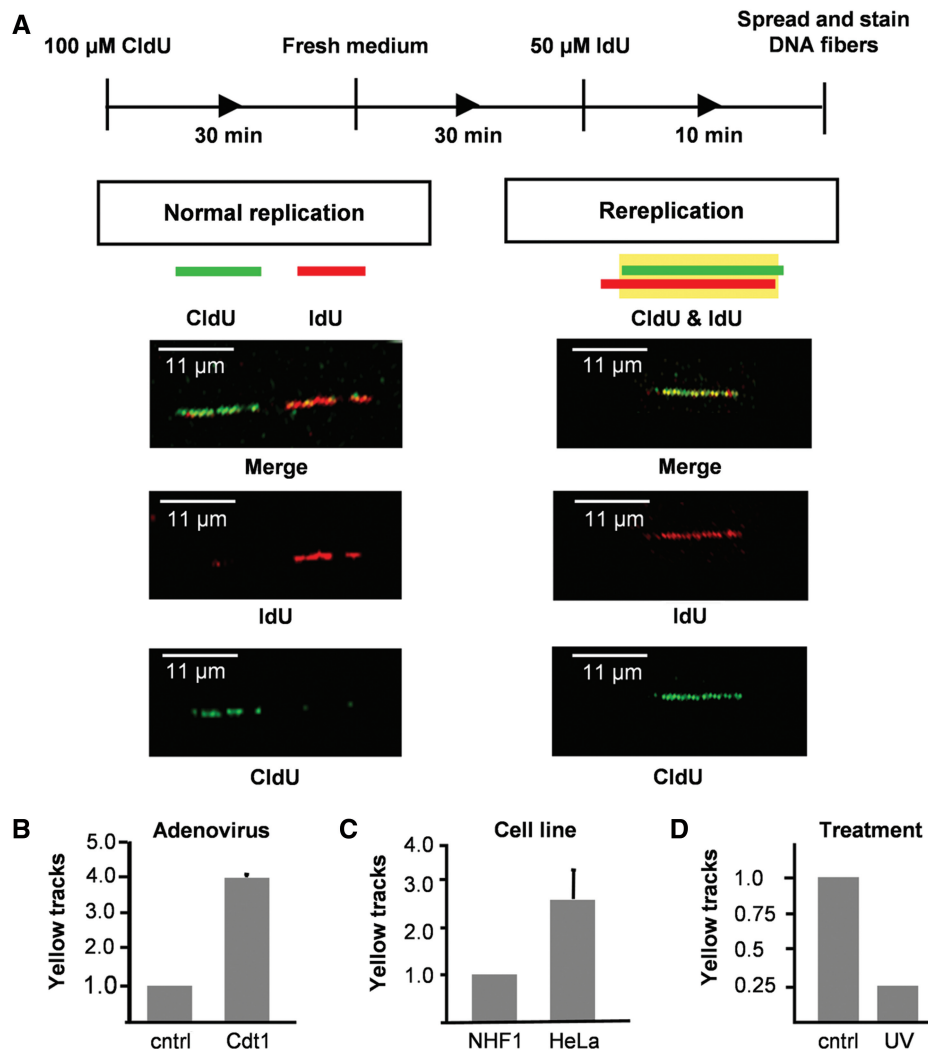 A
100 µM CldU
Fresh medium
50 µM IdU
Spread and stain
DNA fibers
30 min
30 min
10 min
Normal replication
Rereplication
CldU
IdU
CldU & IdU
11 µm
11 µm
Merge
Merge
11 µm
11 µm
IdU
IdU
11 µm
11 µm
CldU
CldU
B
Adenovirus
Yellow tracks
5.0
4.0
3.0
2.0
1.0
cntrl
Cdt1
C
Cell line
Yellow tracks
4.0
3.0
2.0
1.0
NHF1
HeLa
D
Treatment
Yellow tracks
1.0
0.75
0.5
0.25
cntrl
UV